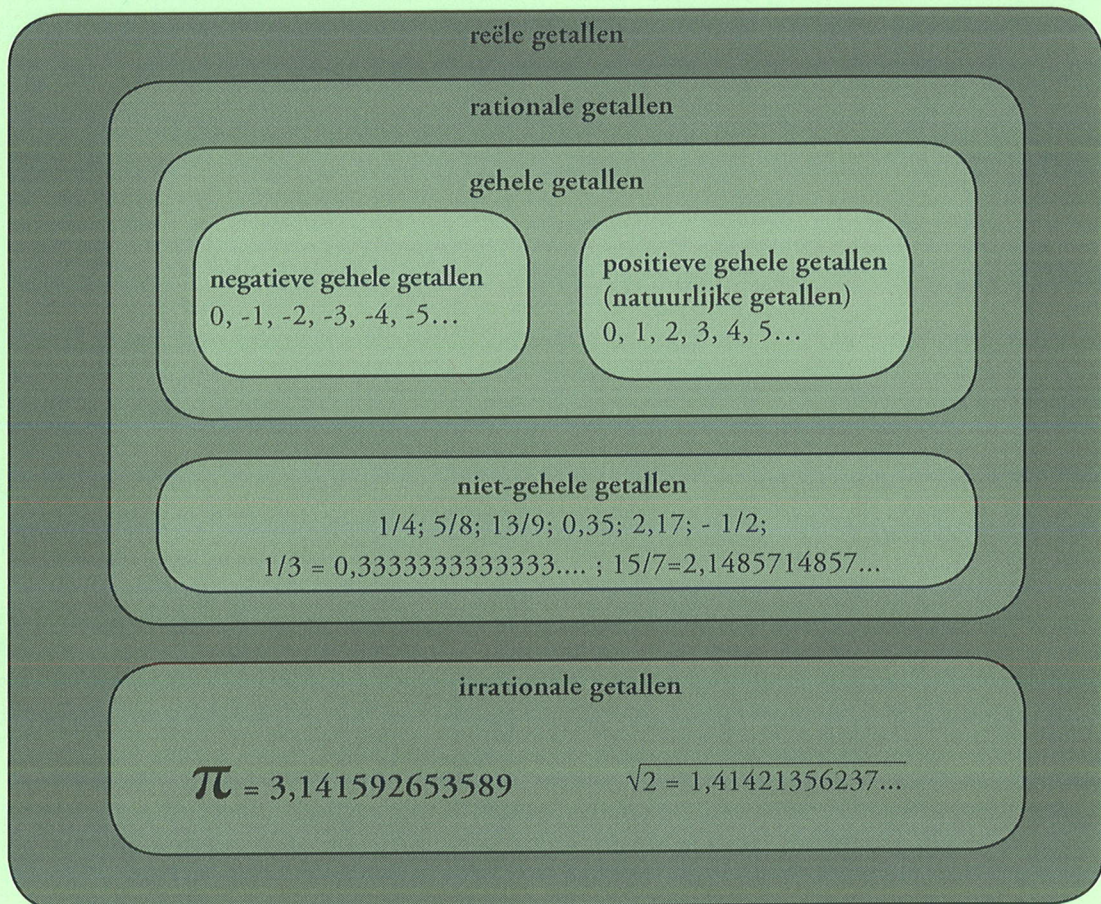 reële getallen
rationale getallen
gehele getallen
negatieve gehele getallen
0, -1, -2, -3, -4, -5...
positieve gehele getallen
(natuurlijke getallen)
0, 1, 2, 3, 4, 5...
niet-gehele getallen
1/4; 5/8; 13/9; 0,35; 2,17; - 1/2;
1/3 = 0,3333333333333.... ; 15/7=2,1485714857...
irrationale getallen
π = 3,141592653589
√2 = 1,41421356237...